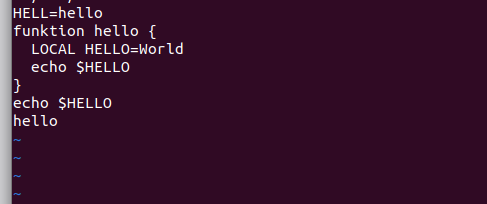 HELL=hello
funktion hello {
  LOCAL HELLO=World
  echo $HELLO
}
echo $HELLO
hello
~
~
~
~